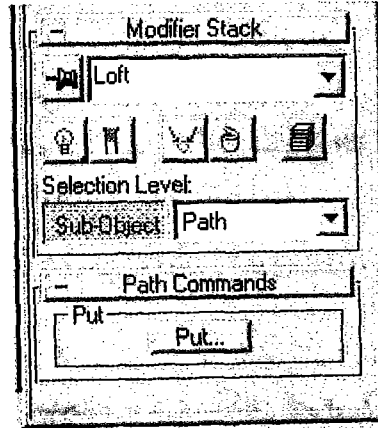 Modifier Stack
Loft
Selection Level:
Sub-Object Path
Path Commands
Put
Put...